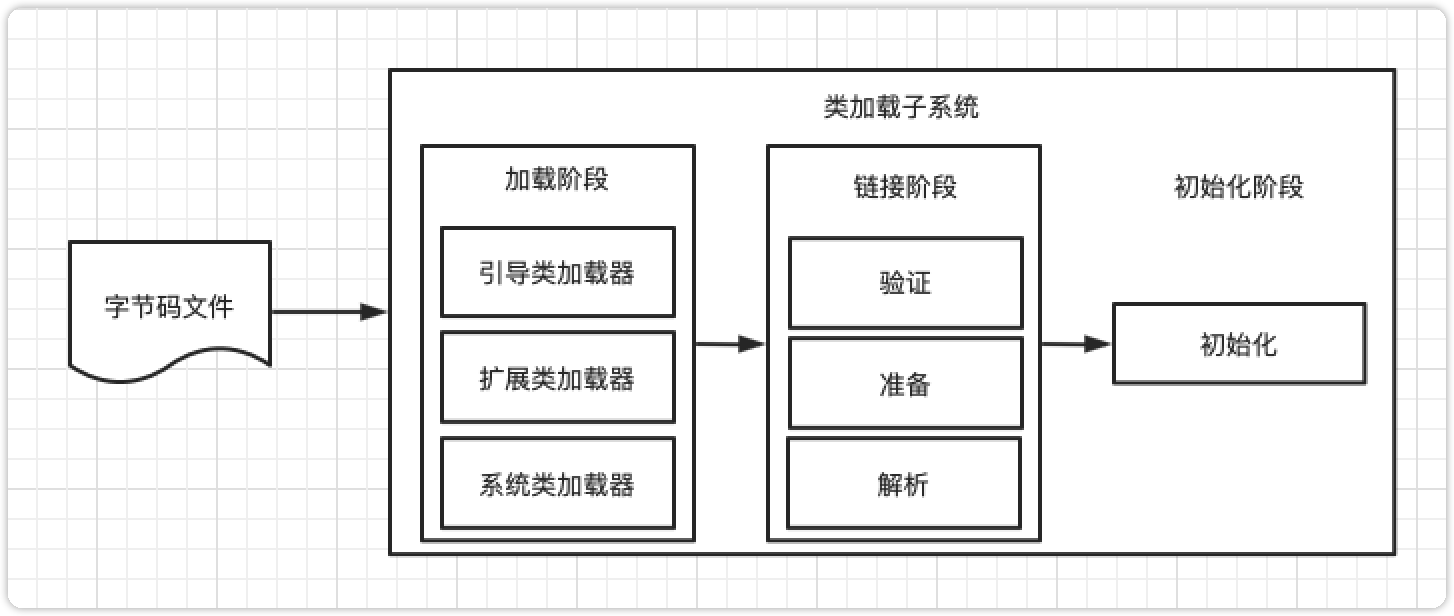 类加载子系统
加载阶段
链接阶段
初始化阶段
字节码文件
引导类加载器
扩展类加载器
系统类加载器
验证
准备
解析
初始化